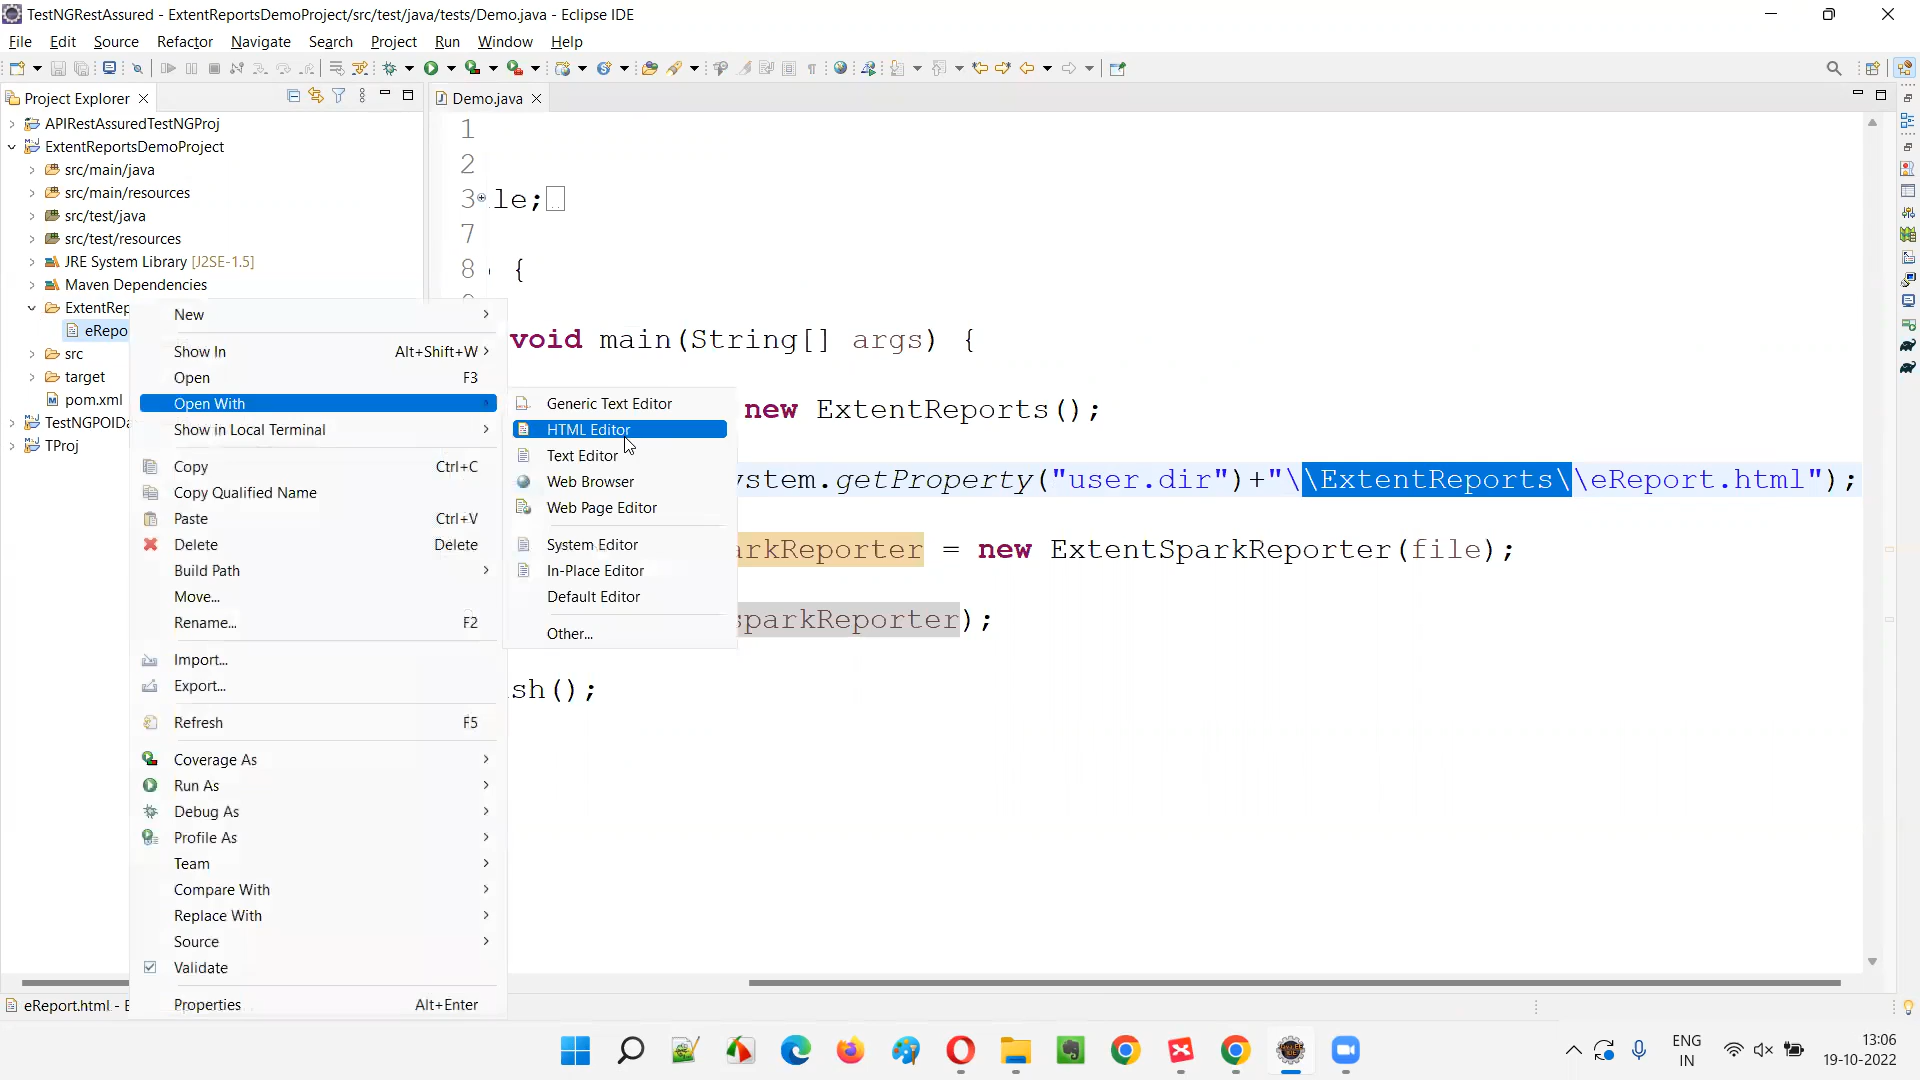 TestNGRestAssured - ExtentReportsDemoProject/src/test/java/tests/Demo.java - Eclipse IDE
File Edit Source Refactor Navigate Search Project Run Window Help
Project Explorer
Demo.java
APIRestAssuredTestNGProj
ExtentReportsDemoProject
src/main/java
src/main/resources
src/test/java
src/test/resources
JRE System Library [J2SE-1.5]
Maven Dependencies
ExtentRep
eRepo
src
target
pom.xml
TestNGPOIDa
TProj
New
Show In Alt+Shift+W
Open F3
Open With
Show in Local Terminal
Copy Ctrl+C
Copy Qualified Name
Paste Ctrl+V
Delete Delete
Build Path
Move...
Rename... F2
Import...
Export...
Refresh F5
Coverage As
Run As
Debug As
Profile As
Team
Compare With
Replace With
Source
Validate
Properties Alt+Enter
Generic Text Editor
HTML Editor
Text Editor
Web Browser
Web Page Editor
System Editor
In-Place Editor
Default Editor
Other...
1
2
3 le;
7
8 {
void main(String[] args) {
new ExtentReports();
ystem.getProperty("user.dir")+"\\ExtentReports\\eReport.html");
arkReporter = new ExtentSparkReporter(file);
sparkReporter);
sh();
eReport.html - E
ENG
IN
13:06
19-10-2022